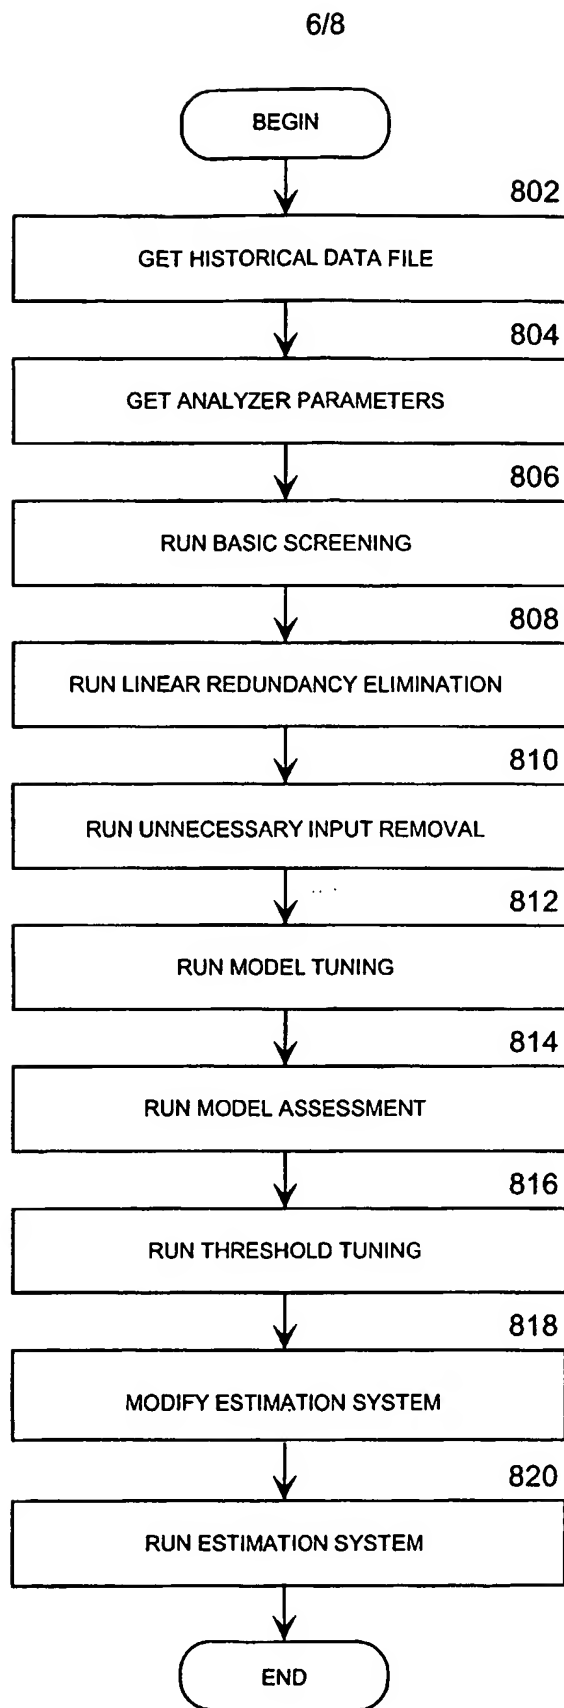 6/8
BEGIN
802
GET HISTORICAL DATA FILE
804
GET ANALYZER PARAMETERS
806
RUN BASIC SCREENING
808
RUN LINEAR REDUNDANCY ELIMINATION
810
RUN UNNECESSARY INPUT REMOVAL
812
RUN MODEL TUNING
814
RUN MODEL ASSESSMENT
816
RUN THRESHOLD TUNING
818
MODIFY ESTIMATION SYSTEM
820
RUN ESTIMATION SYSTEM
END